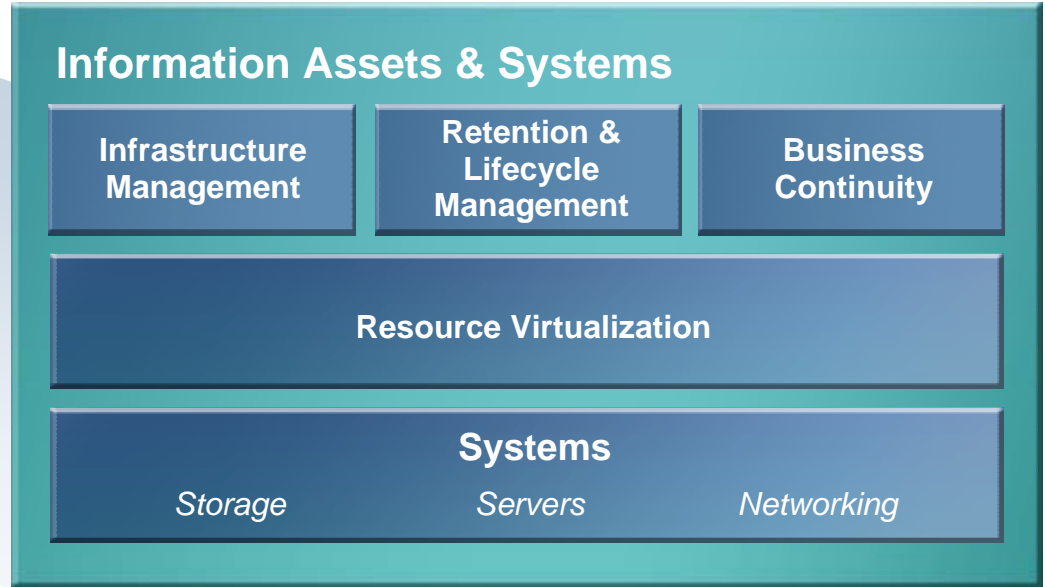 Information Assets & Systems
Infrastructure
Management
Retention &
Lifecycle
Management
Business
Continuity
Resource Virtualization
Systems
Storage Servers Networking